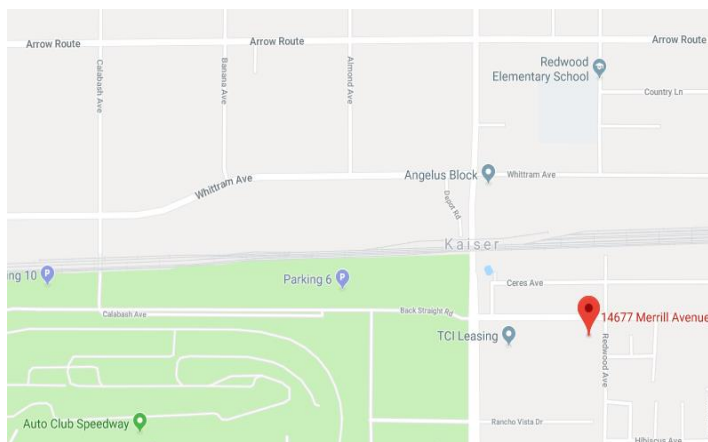 Arrow Route
Arrow Route
Arrow Route
Calabash Ave
Banana Ave
Almond Ave
Redwood
Elementary School
Country Ln
Whittram Ave
Angelus Block
Whittram Ave
Depot Rd
Kaiser
ing 10
P
Parking 6
P
Ceres Ave
Calabash Ave
Back Straight Rd
14677 Merrill Avenue
TCI Leasing
Redwood Ave
Auto Club Speedway
Rancho Vista Dr
Hibiscus Ave